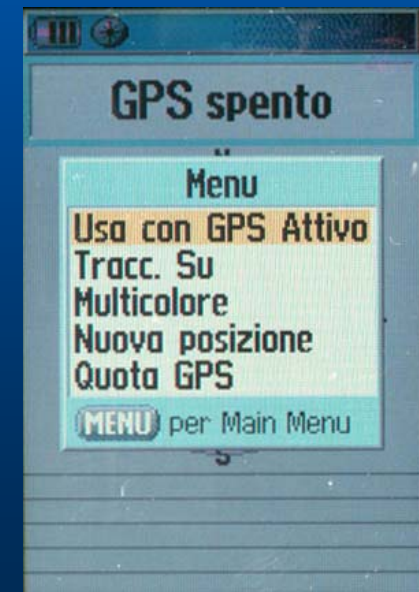 GPS spento
Menu
Usa con GPS Attivo
Tracc. Su
Multicolore
Nuova posizione
Quota GPS
MENU per Main Menu
S